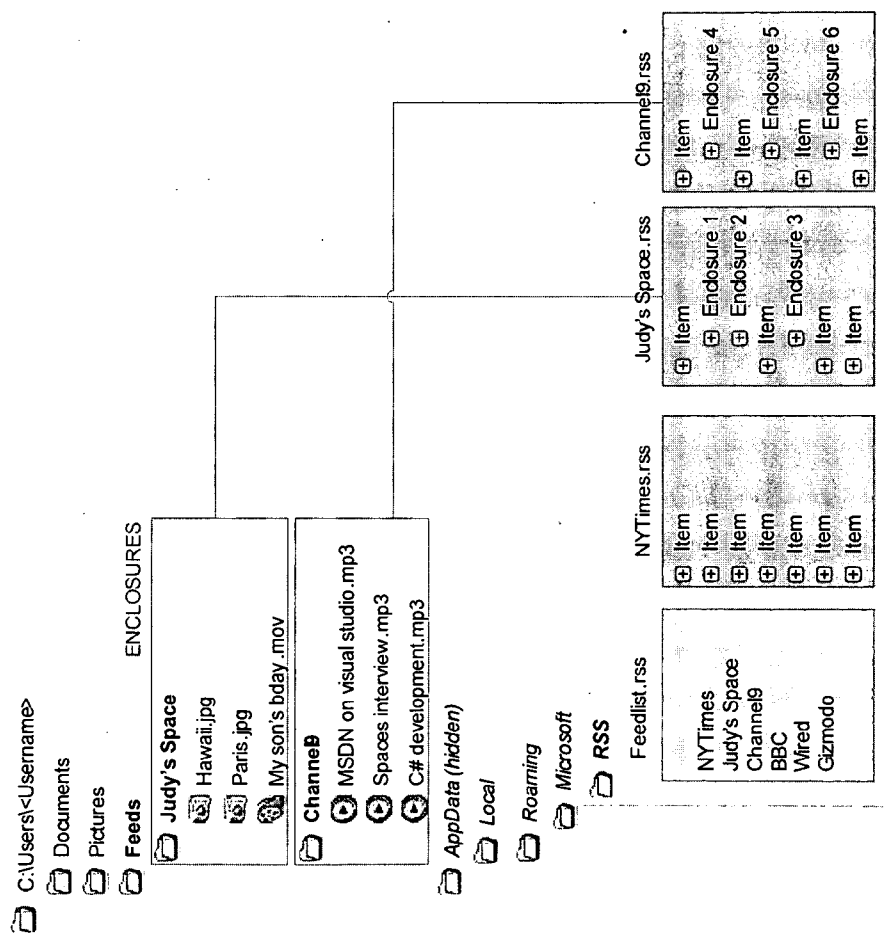 C:\Users\<Username>
Documents
Pictures
Feeds
ENCLOSURES
Judy's Space
Hawaii.jpg
Paris.jpg
My son's bday.mov
Channel9
MSDN on visual studio.mp3
Spaces interview.mp3
C# development.mp3
AppData (hidden)
Local
Roaming
Microsoft
RSS
Feedlist.rss
NYTimes
Judy's Space
Channel9
BBC
Wired
Gizmodo
NYTimes.rss
Item
Item
Item
Item
Item
Item
Item
Judy's Space.rss
Item
Enclosure 1
Enclosure 2
Item
Enclosure 3
Item
Item
Channel9.rss
Item
Enclosure 4
Item
Enclosure 5
Item
Enclosure 6
Item